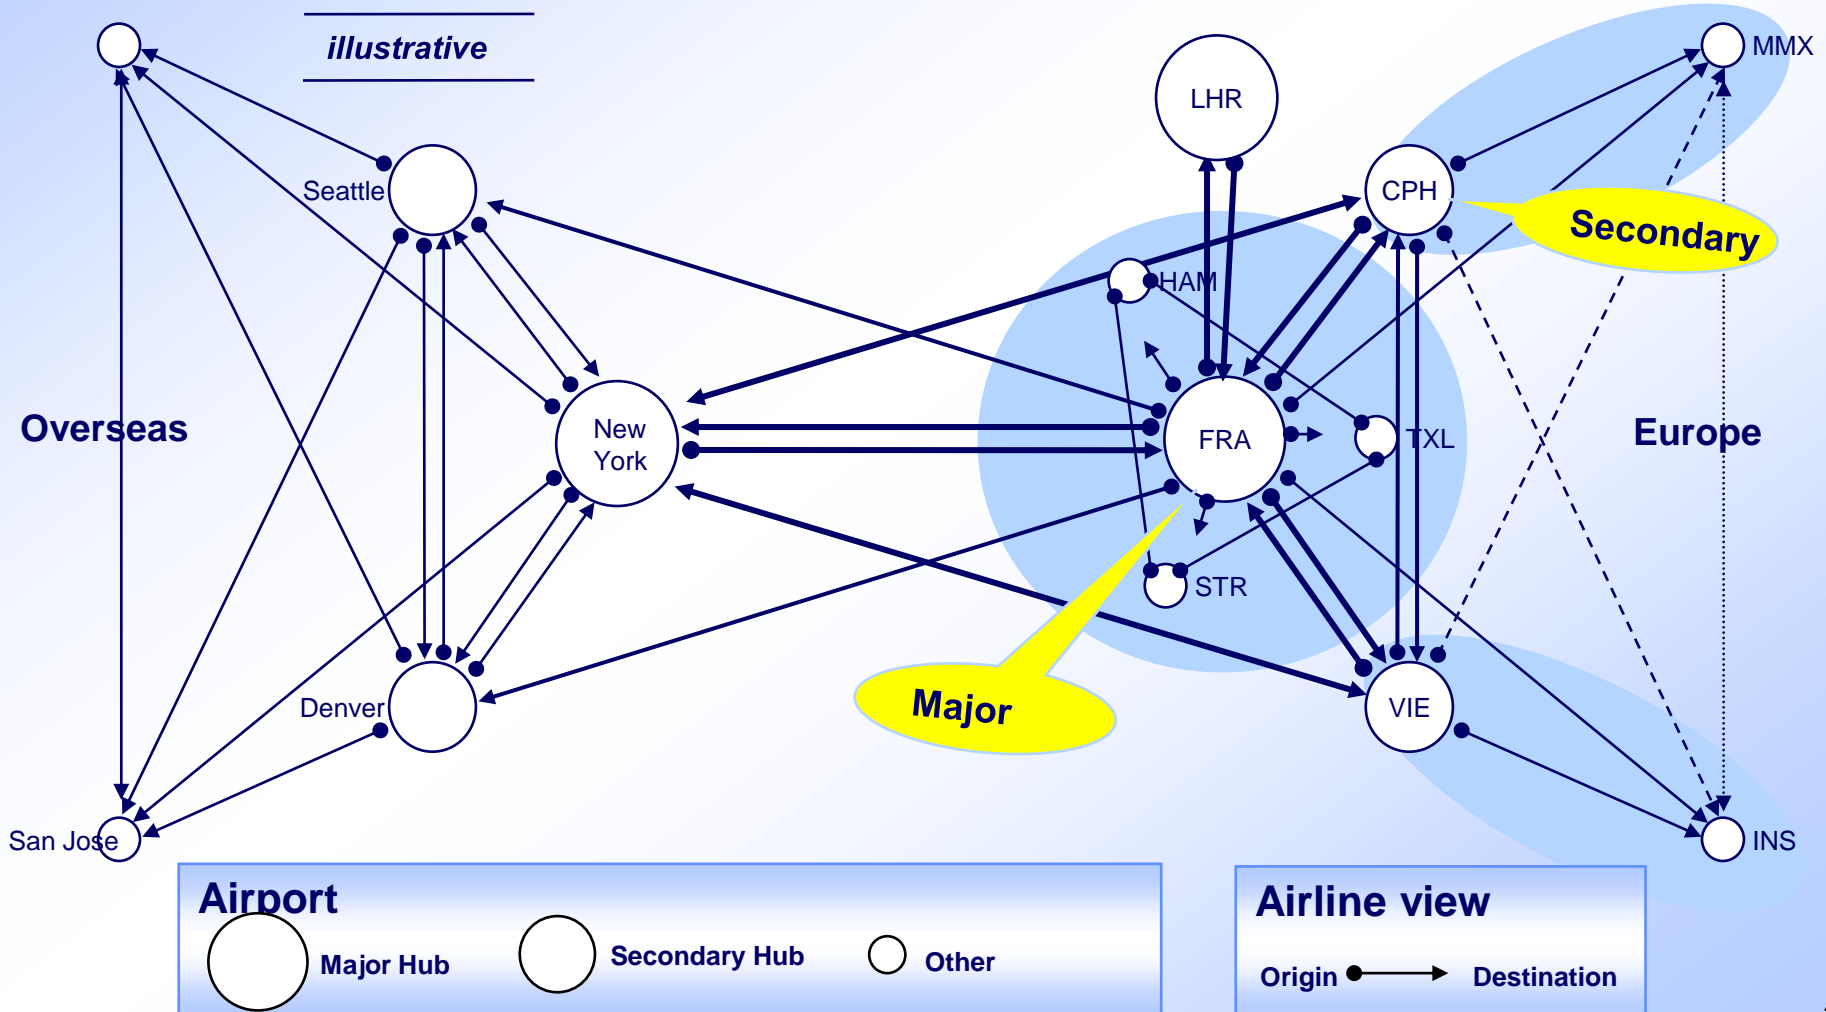 illustrative
MMX
LHR
Seattle
CPH
Secondary
HAM
Overseas
New
York
FRA
TXL
Europe
STR
Denver
Major
VIE
San Jose
INS
Airport
Major Hub
Secondary Hub
Other
Airline view
Origin
Destination